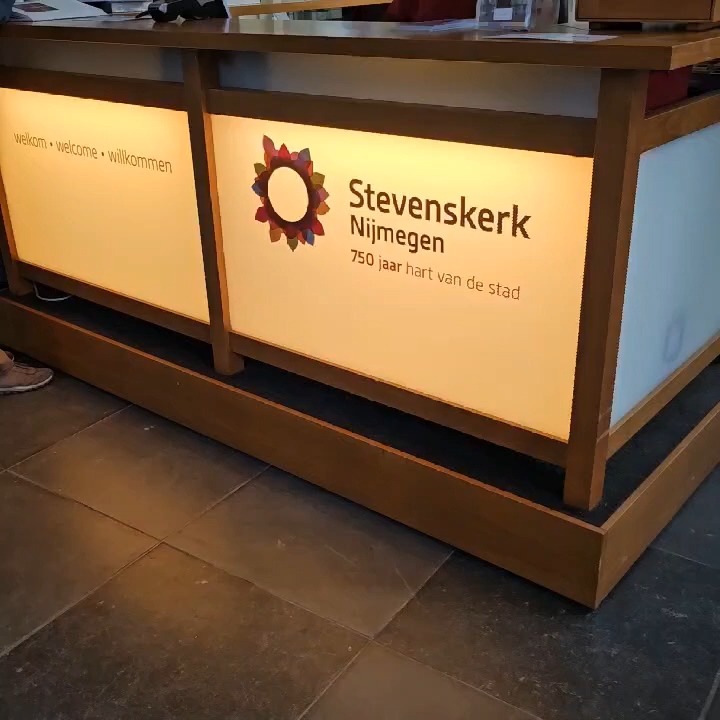 welkom • welcome • willkommen
Stevenskerk
Nijmegen
750 jaar hart van de stad